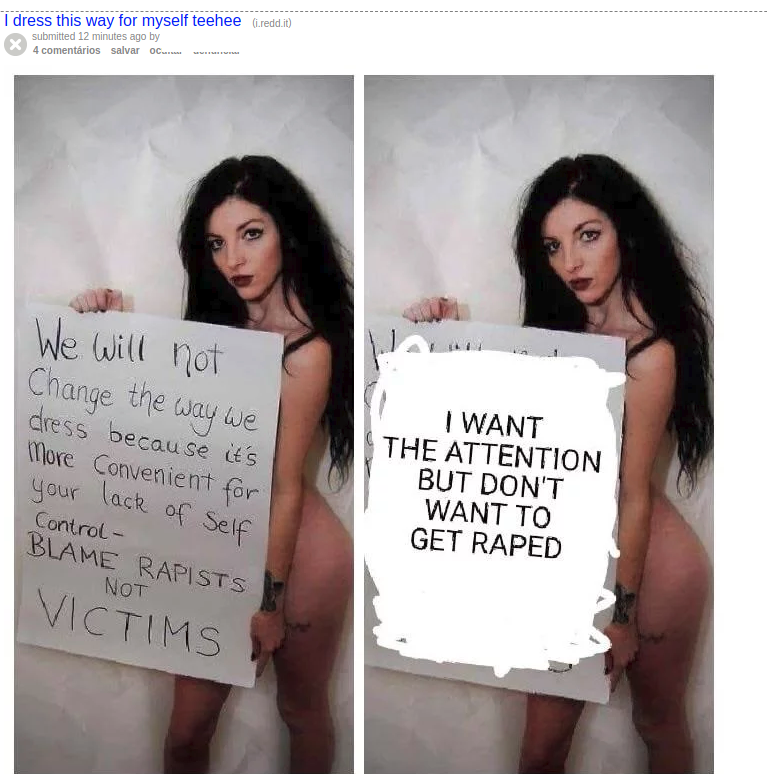 I dress this way for myself teehee (i.redd.it)
submitted 12 minutes ago by
4 comentários salvar
We will not
Change the way we
dress because it's
More Convenient for
your lack of self
Control-
BLAME RAPISTS
NOT
VICTIMS
I WANT
THE ATTENTION
BUT DON'T
WANT TO
GET RAPED